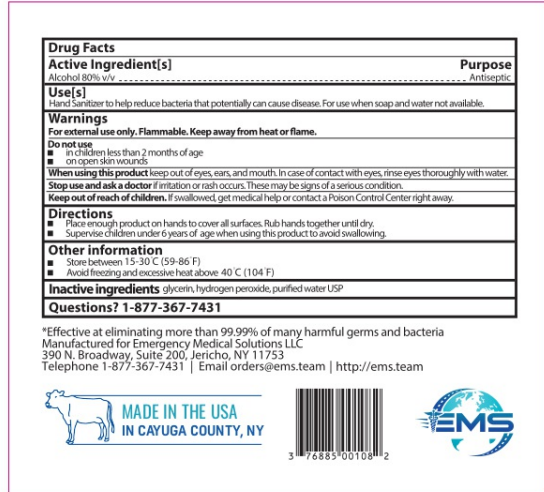 Drug Facts
Active Ingredient[s] Purpose
Alcohol 80% v/v Antiseptic
Use[s]
Hand Sanitizer to help reduce bacteria that potentially can cause disease. For use when soap and water not available.
Warnings
For external use only. Flammable. Keep away from heat or flame.
Do not use
■ in children less than 2 months of age
■ on open skin wounds
When using this product keep out of eyes, ears, and mouth. In case of contact with eyes, rinse eyes thoroughly with water.
Stop use and ask a doctor if irritation or rash occurs. These may be signs of a serious condition.
Keep out of reach of children. If swallowed, get medical help or contact a Poison Control Center right away.
Directions
■ Place enough product on hands to cover all surfaces. Rub hands together until dry.
■ Supervise children under 6 years of age when using this product to avoid swallowing.
Other information
■ Store between 15-30°C (59-86°F)
■ Avoid freezing and excessive heat above 40°C (104°F)
Inactive ingredients glycerin, hydrogen peroxide, purified water USP
Questions? 1-877-367-7431
*Effective at eliminating more than 99.99% of many harmful germs and bacteria
Manufactured for Emergency Medical Solutions LLC
390 N. Broadway, Suite 200, Jericho, NY 11753
Telephone 1-877-367-7431 | Email orders@ems.team | http://ems.team
MADE IN THE USA
IN CAYUGA COUNTY, NY
3 76885 00108 2
EMS